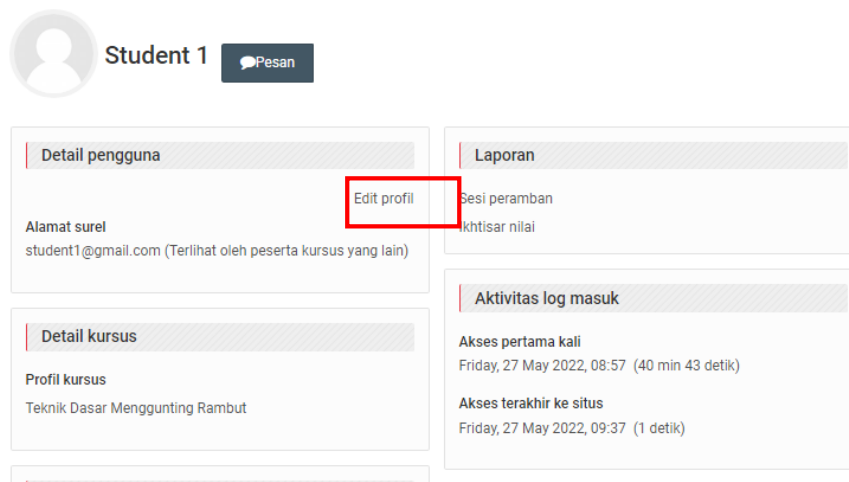 Student 1
Pesan
Detail pengguna
Edit profil
Alamat surel
student1@gmail.com (Terlihat oleh peserta kursus yang lain)
Detail kursus
Profil kursus
Teknik Dasar Menggunting Rambut
Laporan
Sesi peramban
Ikhtisar nilai
Aktivitas log masuk
Akses pertama kali
Friday, 27 May 2022, 08:57 (40 min 43 detik)
Akses terakhir ke situs
Friday, 27 May 2022, 09:37 (1 detik)